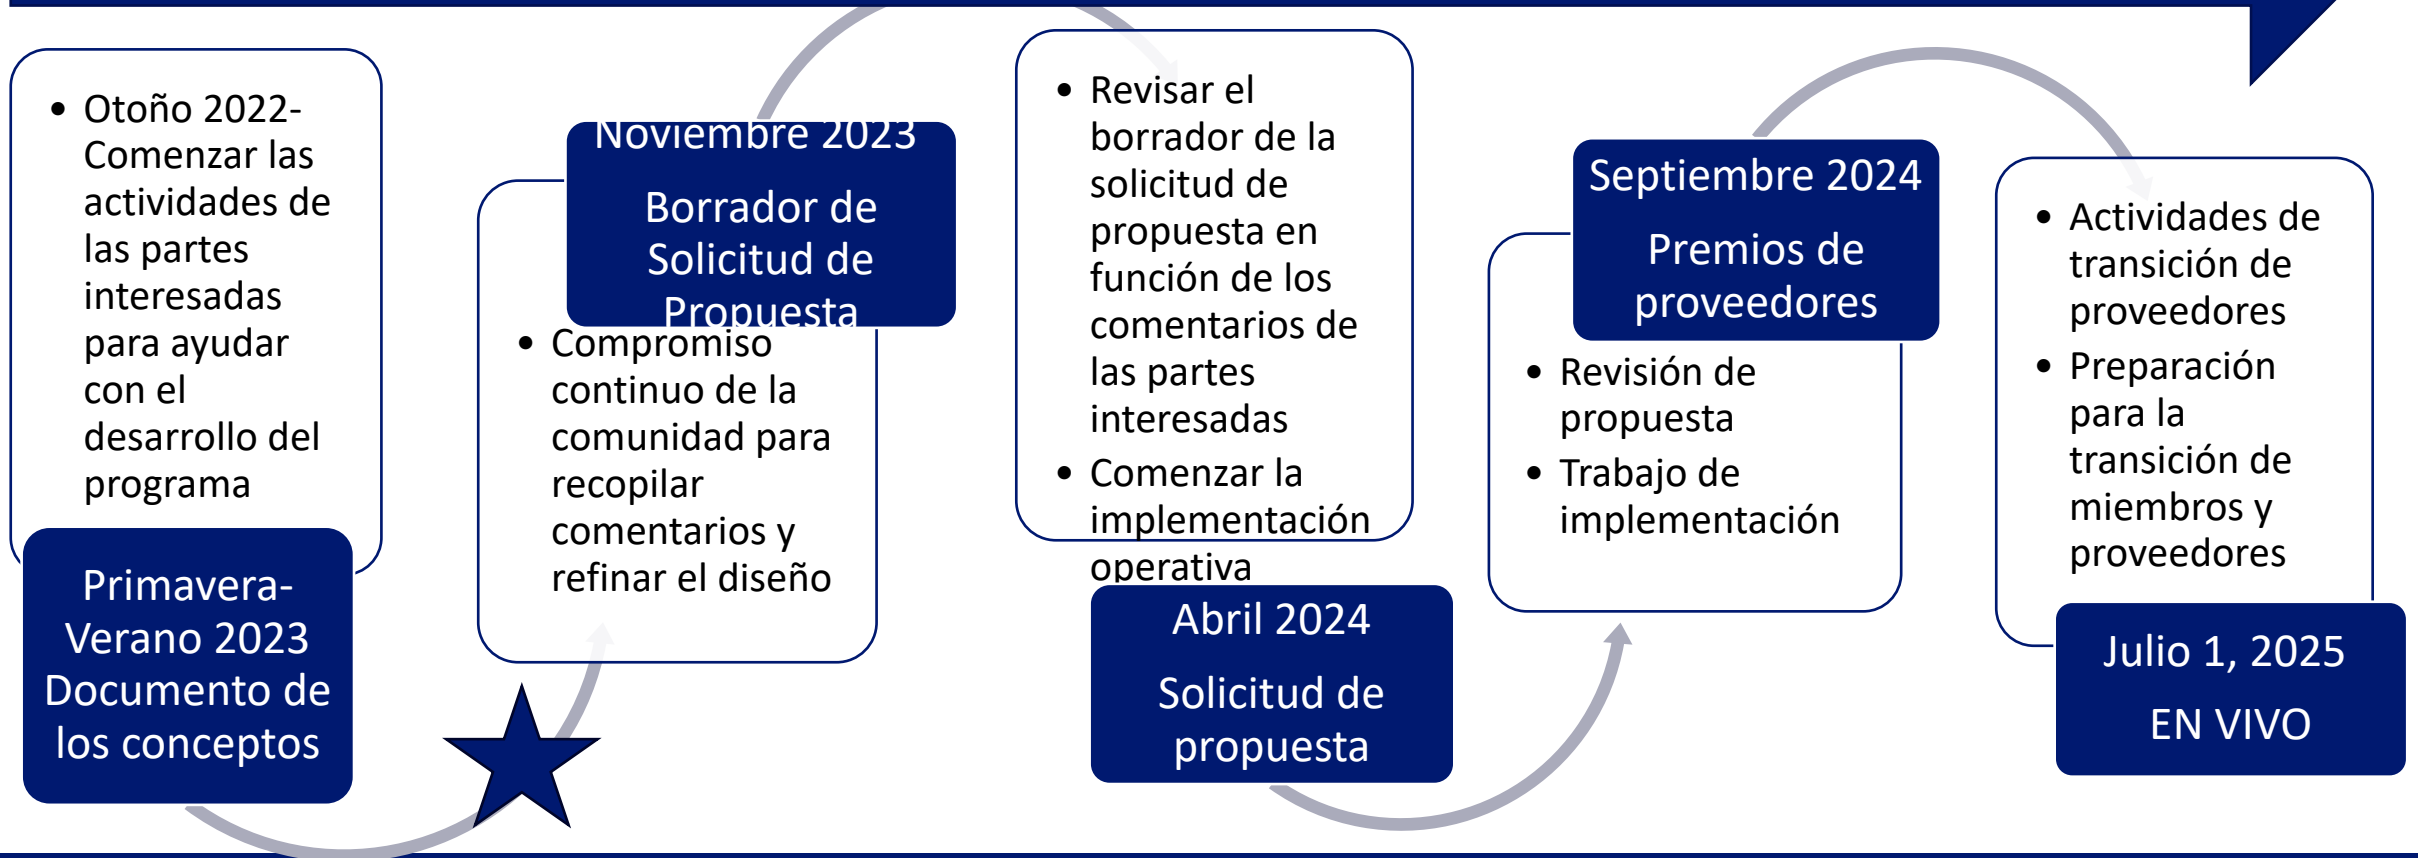 • Otoño 2022-
Comenzar las
actividades de
las partes
interesadas
para ayudar
con el
desarrollo del
programa
Primavera-
Verano 2023
Documento de
los conceptos
Noviembre 2023
Borrador de
Solicitud de
Propuesta
• Compromiso
continuo de la
comunidad para
recopilar
comentarios y
refinar el diseño
• Revisar el
borrador de la
solicitud de
propuesta en
función de los
comentarios de
las partes
interesadas
• Comenzar la
implementación
operativa
Abril 2024
Solicitud de
propuesta
Septiembre 2024
Premios de
proveedores
• Revisión de
propuesta
• Trabajo de
implementación
• Actividades de
transición de
proveedores
• Preparación
para la
transición de
miembros y
proveedores
Julio 1, 2025
EN VIVO